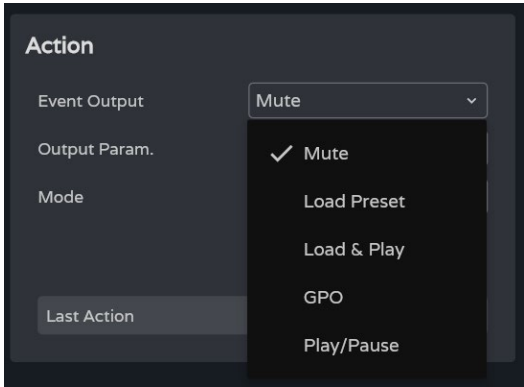 Action
Event Output Mute
Output Param. Mute
Mode Load Preset
Load & Play
GPO
Last Action
Play/Pause